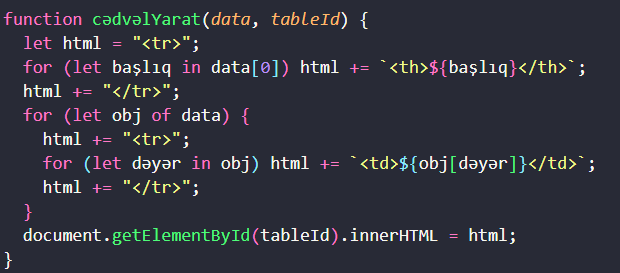 function cədvəlYarat(data, tableId) {
  let html = "<tr>";
  for (let başlıq in data[0]) html += `<th>${başlıq}</th>`;
  html += "</tr>";
  for (let obj of data) {
    html += "<tr>";
    for (let dəyər in obj) html += `<td>${obj[dəyər]}</td>`;
    html += "</tr>";
  }
  document.getElementById(tableId).innerHTML = html;
}